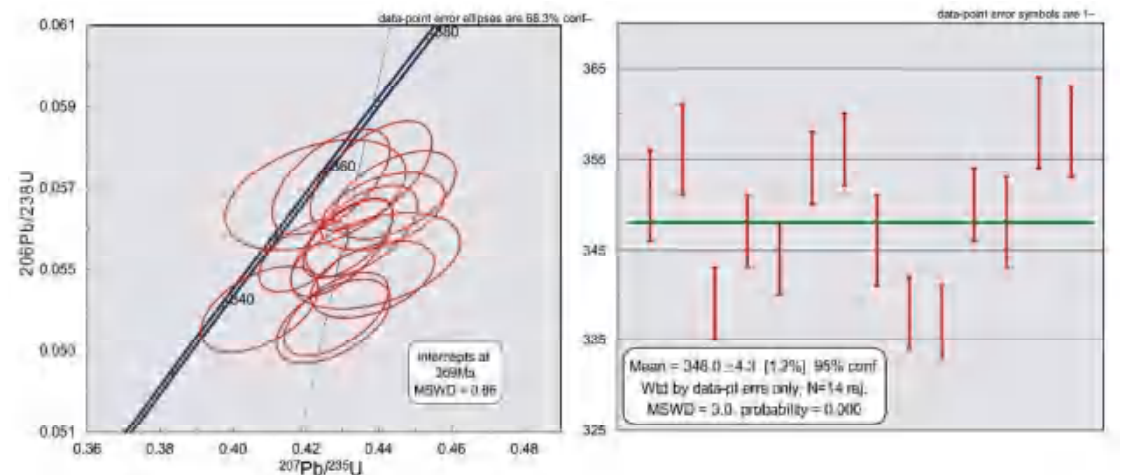 data-point error ellipses are 68.3% conf
0.061
0.059
0.057
0.055
0.053
0.051
206Pb/238U
380
360
340
intercepts at
369Ma
MSWD = 0.86
0.36
0.38
0.40
0.42
0.44
0.46
0.48
207Pb/235U
data-point error symbols are 1
365
355
345
335
325
Mean = 348.0 ±4.3 [1.2%] 95% conf
Wtd by data-pt errs only, N=14 rej.
MSWD = 3.0, probability = 0.000